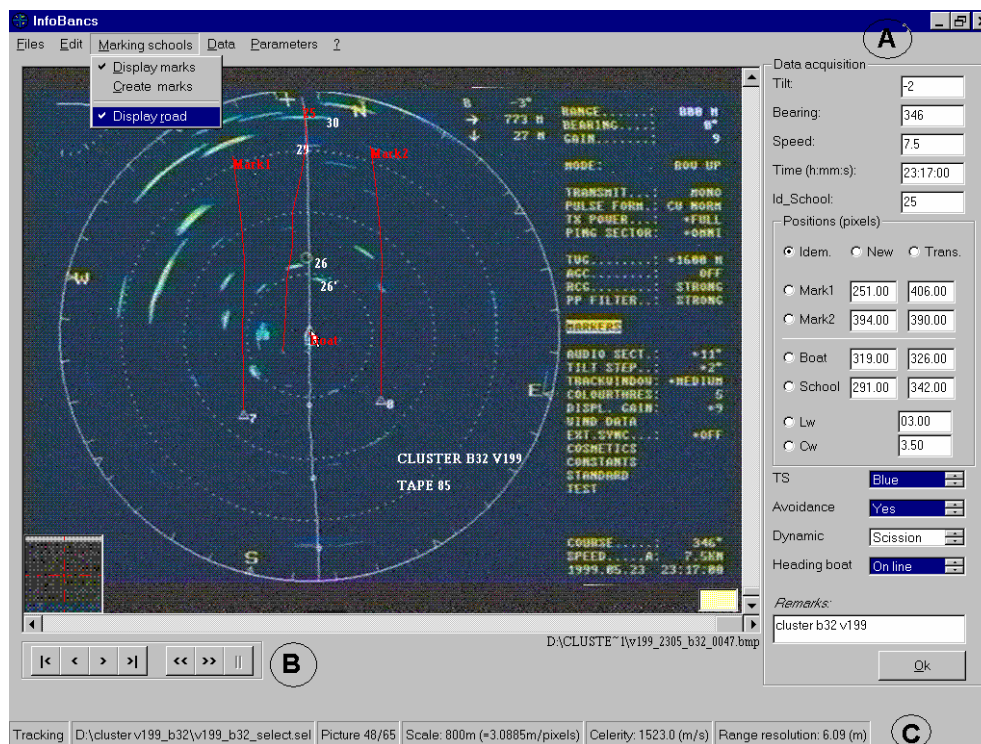 InfoBancs
Files Edit Marking schools Data Parameters ?
Display marks
Create marks
Display road
A
Data acquisition
Tilt: -2
Bearing: 346
Speed: 7.5
Time (h:mm:s): 23:17:00
Id_School: 25
Positions (pixels)
Idem. New Trans.
Mark1 251.00 406.00
Mark2 394.00 390.00
Boat 319.00 326.00
School 291.00 342.00
Lw 03.00
Cw 3.50
TS Blue
Avoidance Yes
Dynamic Scission
Heading boat On line
Remarks:
cluster b32 v199
Ok
B -3°
773 M
27 M
N
30
29
Mark1
Mark2
W
26
26'
Boat
E
7
8
S
CLUSTER B32 V199
TAPE 85
RANGE........: 800 M
BEARING....: 0°
GAIN........: 9
MODE: BOW UP
TRANSMIT...: MONO
PULSE FORM.: CW NORM
TX POWER...: *FULL
PING SECTOR: *OMNI
TVG........: *1600 M
AGC........: OFF
RCG........: STRONG
PP FILTER..: STRONG
MARKERS
AUDIO SECT.: *11°
TILT STEP..: *2°
TRACKWINDOW: *MEDIUM
COLOURTHRES: 5
DISPL. GAIN: *9
WIND DATA
EXT.SYNC...: *OFF
COSMETICS
CONSTANTS
STANDARD
TEST
COURSE.....: 346°
SPEED.....A: 7.5KN
1999.05.23 23:17:00
D:\CLUSTE~1\v199_2305_b32_0047.bmp
|< < > >| << >> ||
B
Tracking D:\cluster v199_b32\v199_b32_select.sel Picture 48/65 Scale: 800m (=3.0885m/pixels) Celerity: 1523.0 (m/s) Range resolution: 6.09 (m)
C